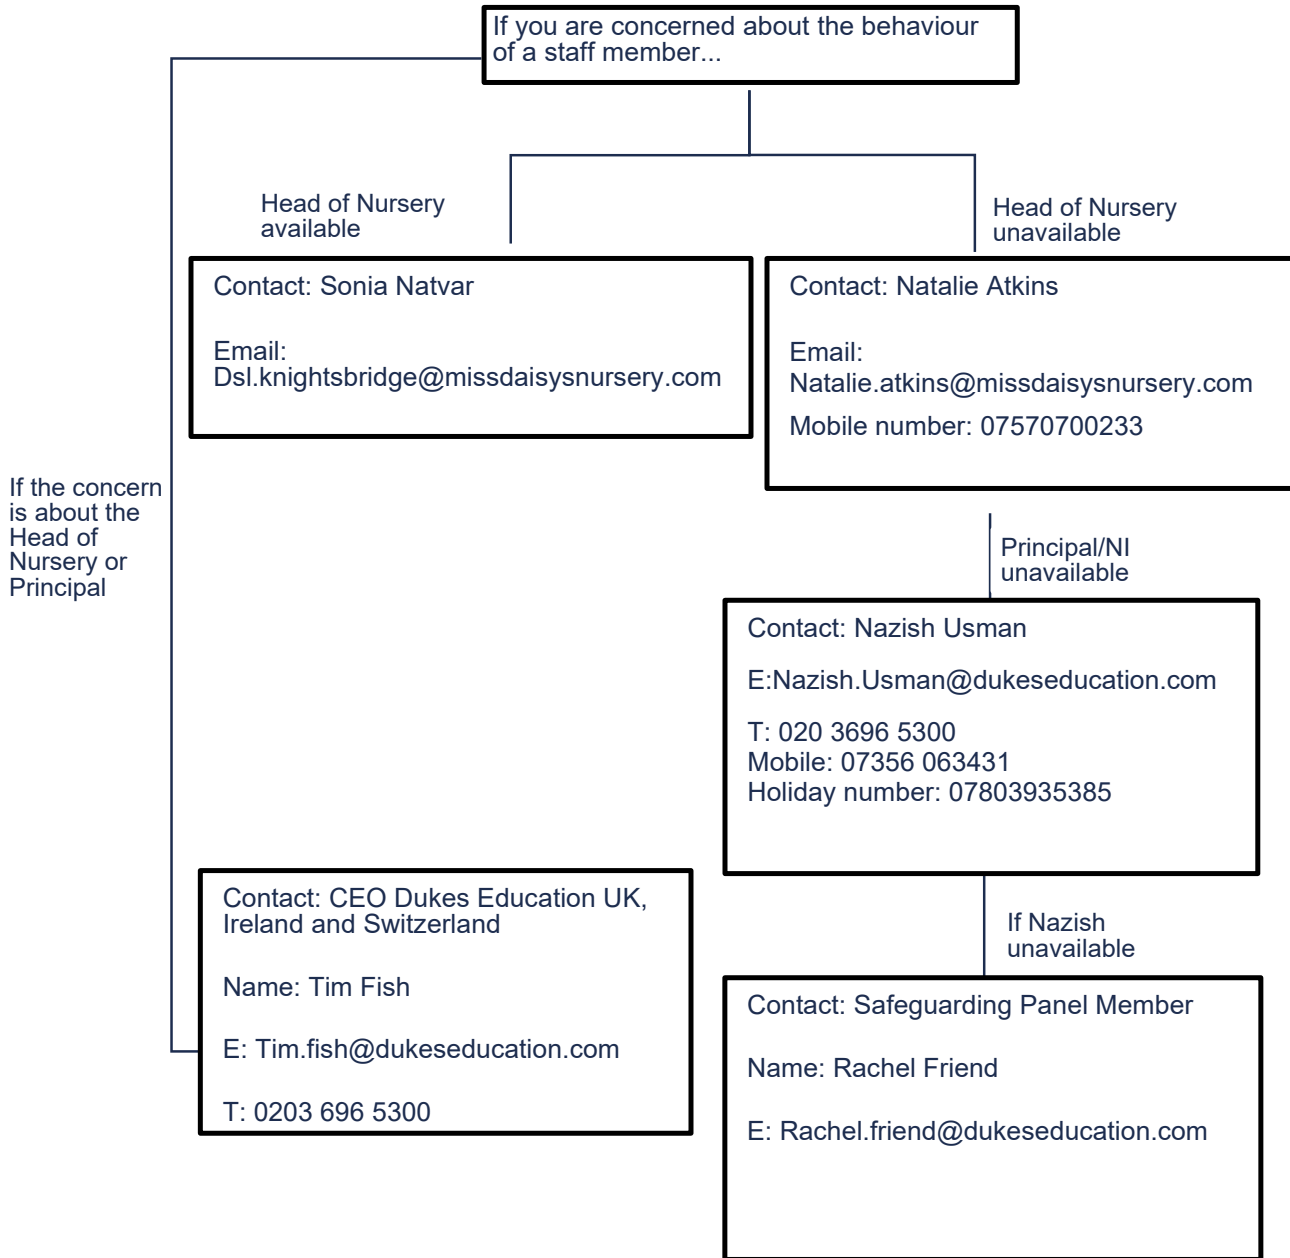 If you are concerned about the behaviour
of a staff member...
Head of Nursery
available
Head of Nursery
unavailable
Contact: Sonia Natvar
Email:
Dsl.knightsbridge@missdaisysnursery.com
Contact: Natalie Atkins
Email:
Natalie.atkins@missdaisysnursery.com
Mobile number: 07570700233
If the concern
is about the
Head of
Nursery or
Principal
Principal/NI
unavailable
Contact: Nazish Usman
E:Nazish.Usman@dukeseducation.com
T: 020 3696 5300
Mobile: 07356 063431
Holiday number: 07803935385
Contact: CEO Dukes Education UK,
Ireland and Switzerland
Name: Tim Fish
E: Tim.fish@dukeseducation.com
T: 0203 696 5300
If Nazish
unavailable
Contact: Safeguarding Panel Member
Name: Rachel Friend
E: Rachel.friend@dukeseducation.com